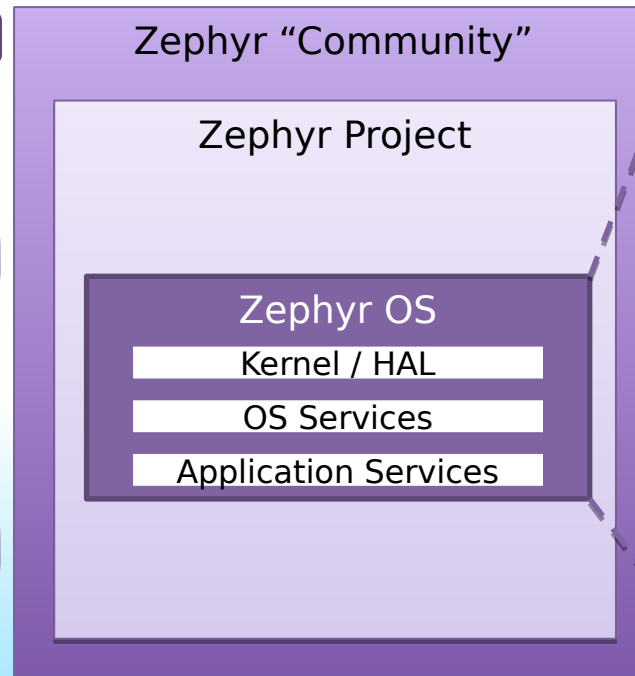 Zephyr “Community”
Zephyr Project
Zephyr OS
Kernel / HAL
OS Services
Application Services